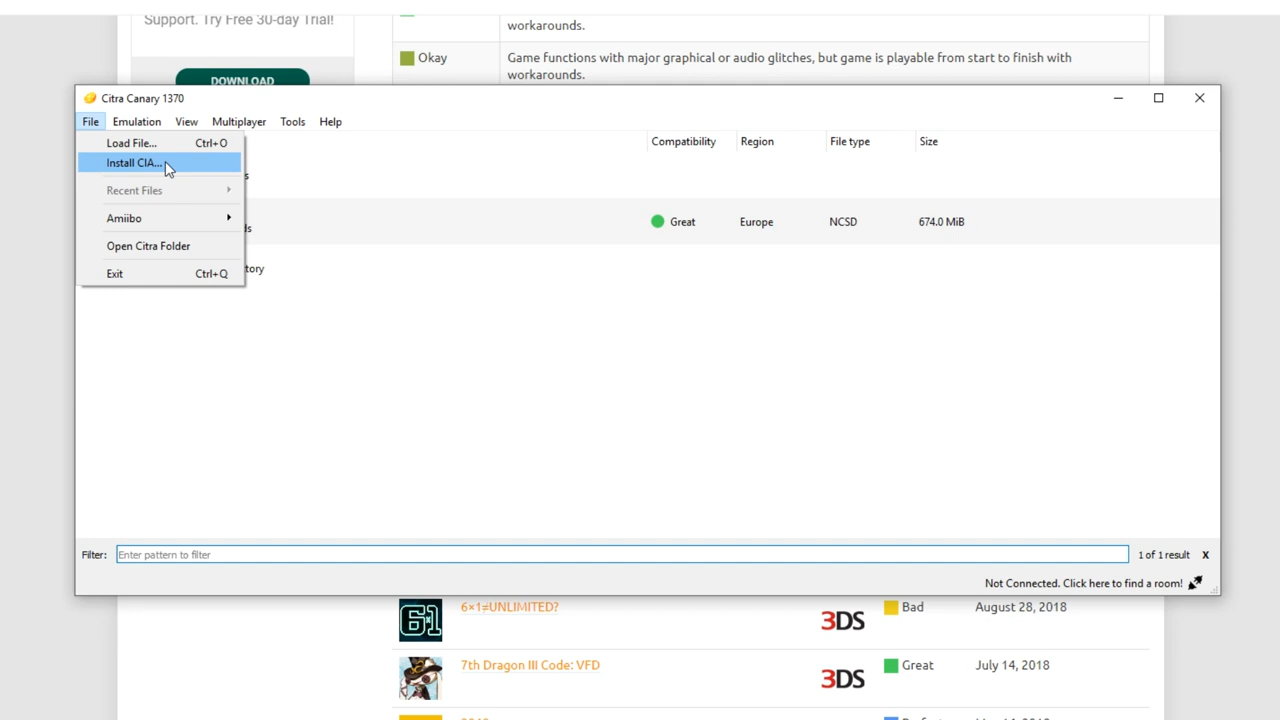 Support. Try Free 30-day Trial!
DOWNLOAD
workarounds.
Okay
Game functions with major graphical or audio glitches, but game is playable from start to finish with
workarounds.
Citra Canary 1370
File Emulation View Multiplayer Tools Help
Load File... Ctrl+O
Install CIA...
Recent Files
Amiibo
Open Citra Folder
Exit Ctrl+Q
Compatibility Region File type Size
s
ds
Great Europe NCSD 674.0 MiB
tory
Filter: Enter pattern to filter 1 of 1 result X
Not Connected. Click here to find a room!
61 6×1≠UNLIMITED? 3DS Bad August 28, 2018
7th Dragon III Code: VFD 3DS Great July 14, 2018